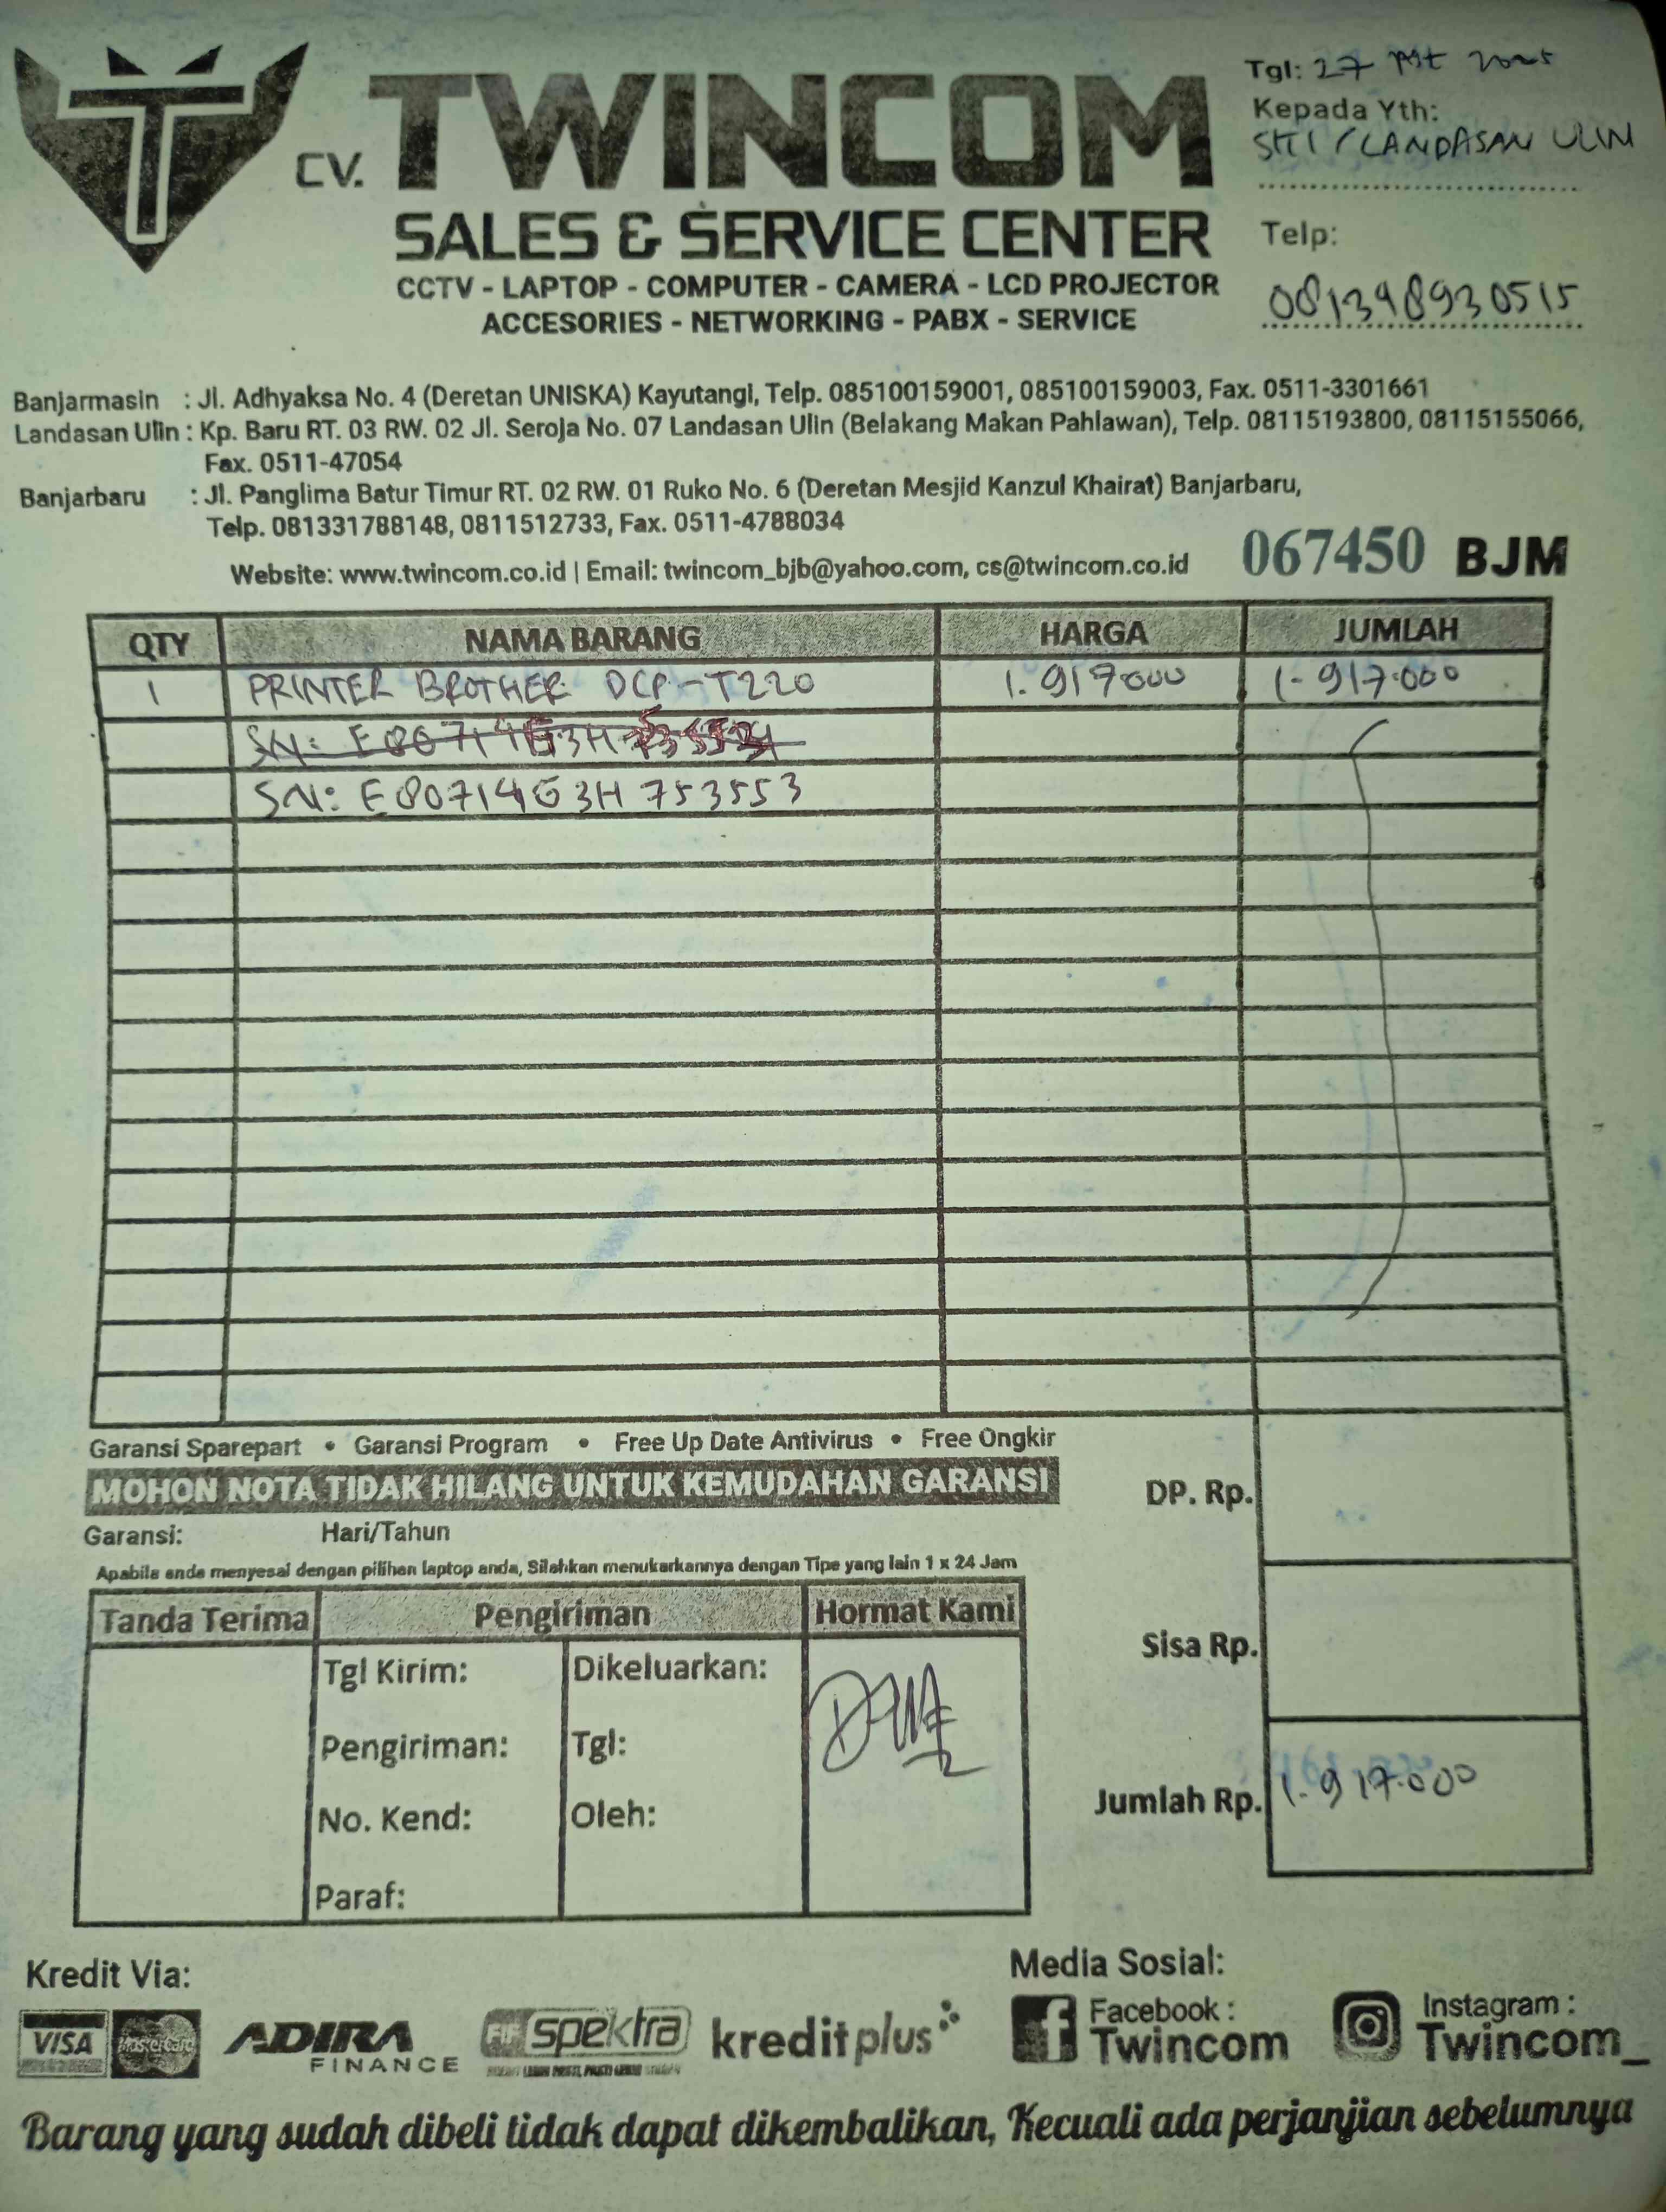 Tgl: 27 2025
Kepada Yth:
SKI / LANDASAN ULIN
CV. TWINCOM
SALES & SERVICE CENTER
CCTV - LAPTOP - COMPUTER - CAMERA - LCD PROJECTOR
ACCESORIES - NETWORKING - PABX - SERVICE
Telp:
081348930515
Banjarmasin : Jl. Adhyaksa No. 4 (Deretan UNISKA) Kayutangi, Telp. 085100159001, 085100159003, Fax. 0511-3301661
Landasan Ulin : Kp. Baru RT. 03 RW. 02 Jl. Seroja No. 07 Landasan Ulin (Belakang Makan Pahlawan), Telp. 08115193800, 08115155066,
Fax. 0511-47054
Banjarbaru : Jl. Panglima Batur Timur RT. 02 RW. 01 Ruko No. 6 (Deretan Mesjid Kanzul Khairat) Banjarbaru,
Telp. 081331788148, 0811512733, Fax. 0511-4788034
Website: www.twincom.co.id | Email: twincom_bjb@yahoo.com, cs@twincom.co.id
067450 BJM
QTY NAMA BARANG HARGA JUMLAH
1 PRINTER BROTHER DCP-T220 1.917000 1.917.000
SN: E80714G3H753553
Garansi Sparepart • Garansi Program • Free Up Date Antivirus • Free Ongkir
MOHON NOTA TIDAK HILANG UNTUK KEMUDAHAN GARANSI
Garansi: Hari/Tahun
Apabila anda menyesal dengan pilihan laptop anda, Silahkan menukarkannya dengan Tipe yang lain 1 x 24 Jam
DP. Rp.
Sisa Rp.
Jumlah Rp. 1.917.000
Tanda Terima Pengiriman Hormat Kami
Tgl Kirim: Dikeluarkan:
Pengiriman: Tgl:
No. Kend: Oleh:
Paraf:
Kredit Via:
VISA MasterCard ADIRA FINANCE FIF spektra kreditplus
Media Sosial:
Facebook :
Twincom
Instagram :
Twincom_
Barang yang sudah dibeli tidak dapat dikembalikan, Kecuali ada perjanjian sebelumnya